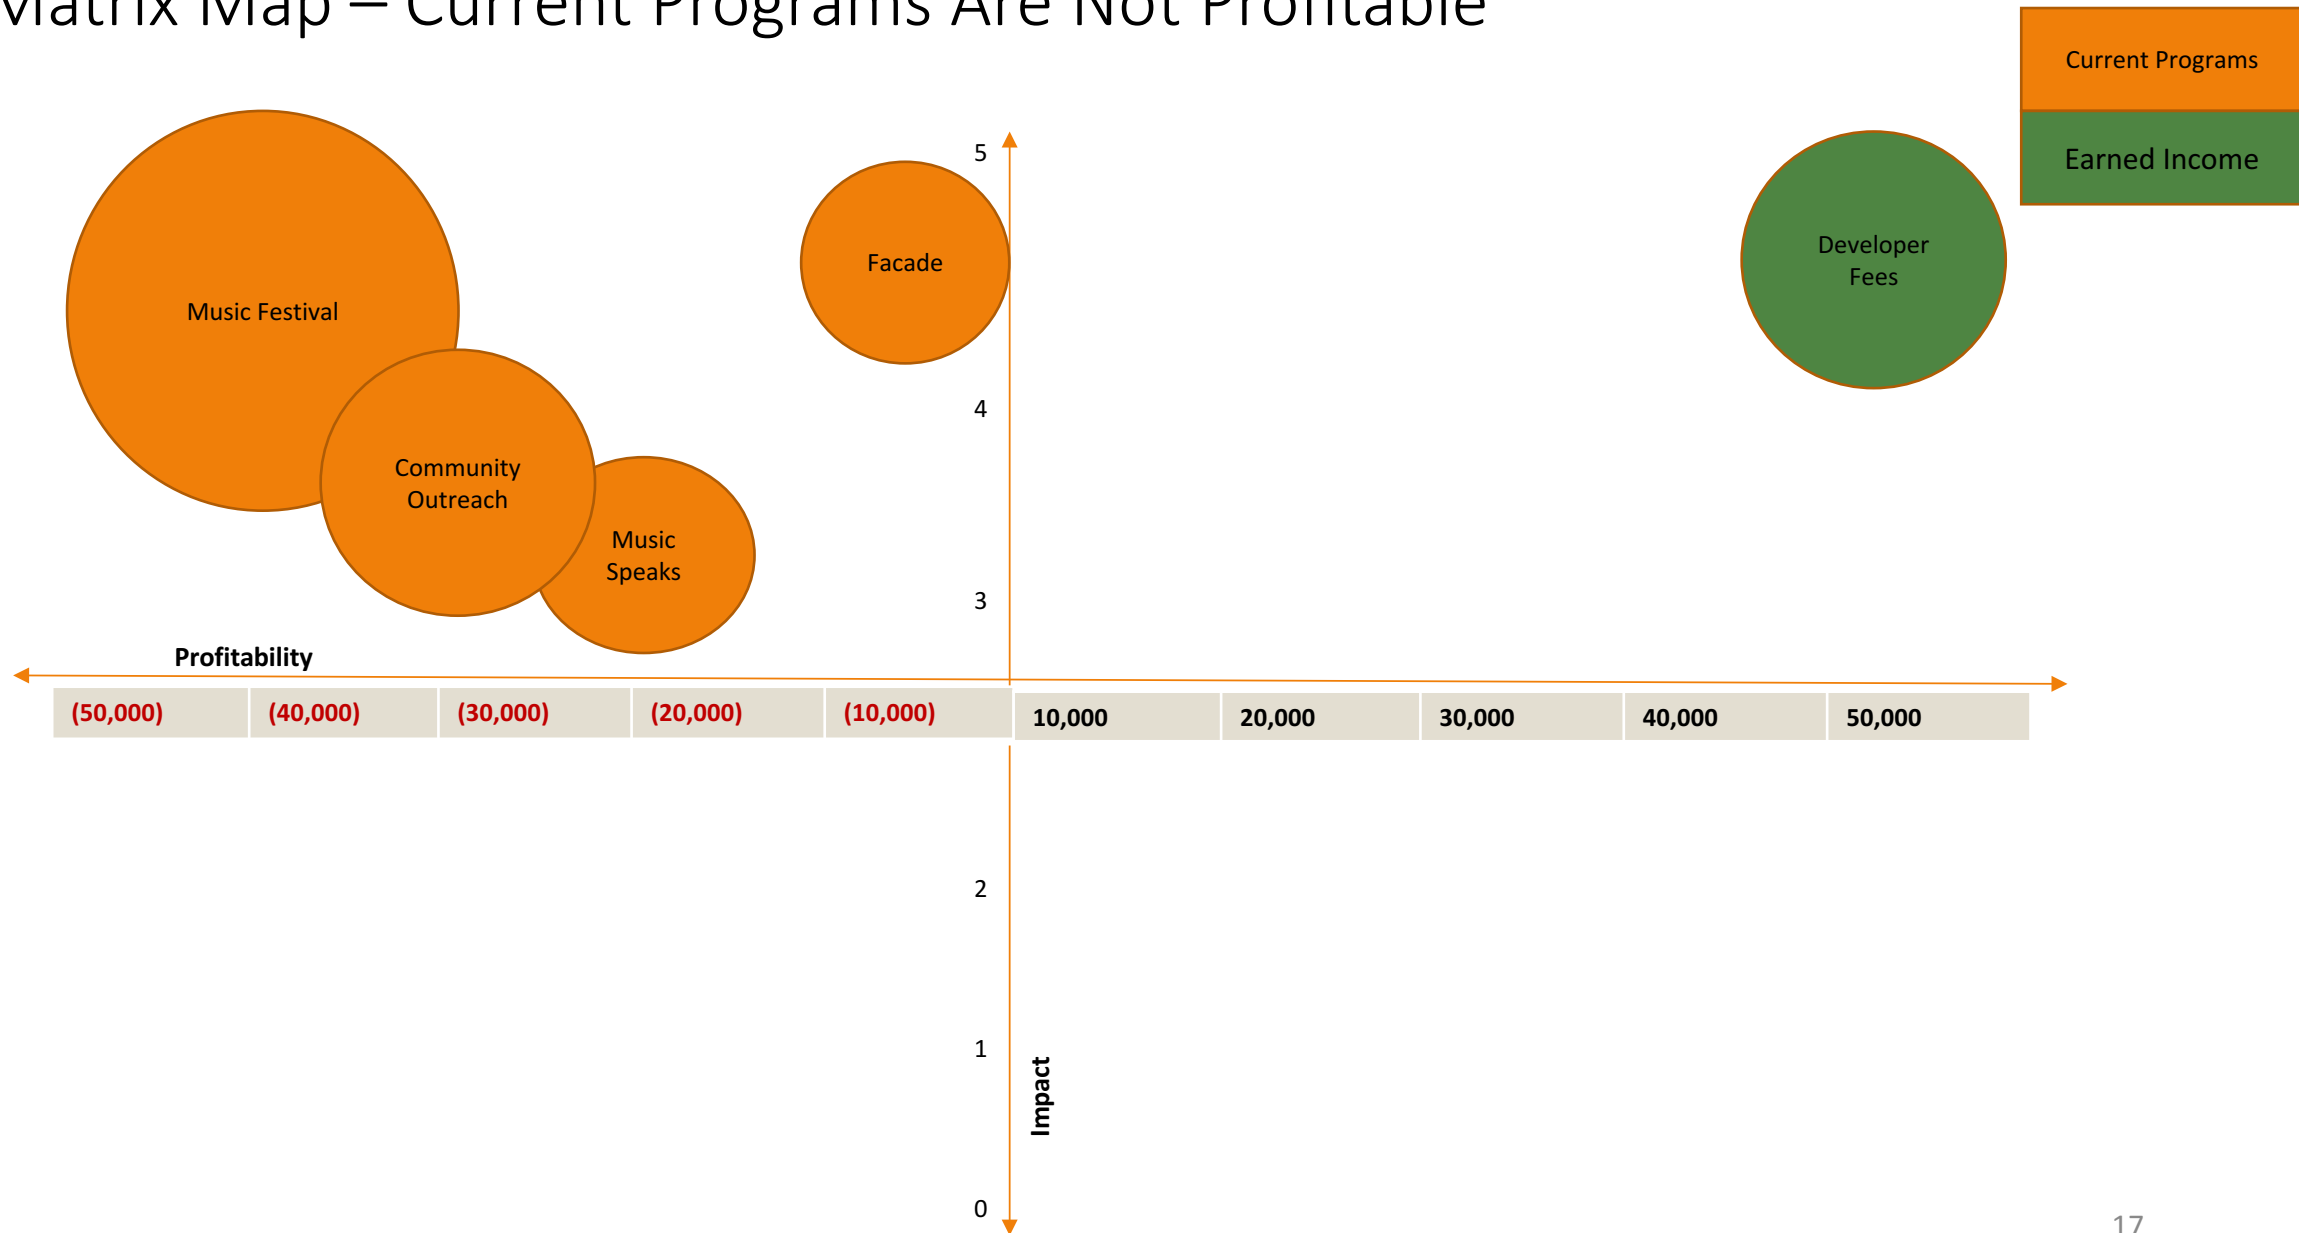 Matrix Map – Current Programs Are Not Profitable
Current Programs
Earned Income
5
Facade
Developer
Fees
Music Festival
4
Community
Outreach
Music
Speaks
3
Profitability
(50,000) (40,000) (30,000) (20,000) (10,000) 10,000 20,000 30,000 40,000 50,000
2
1
Impact
0
17